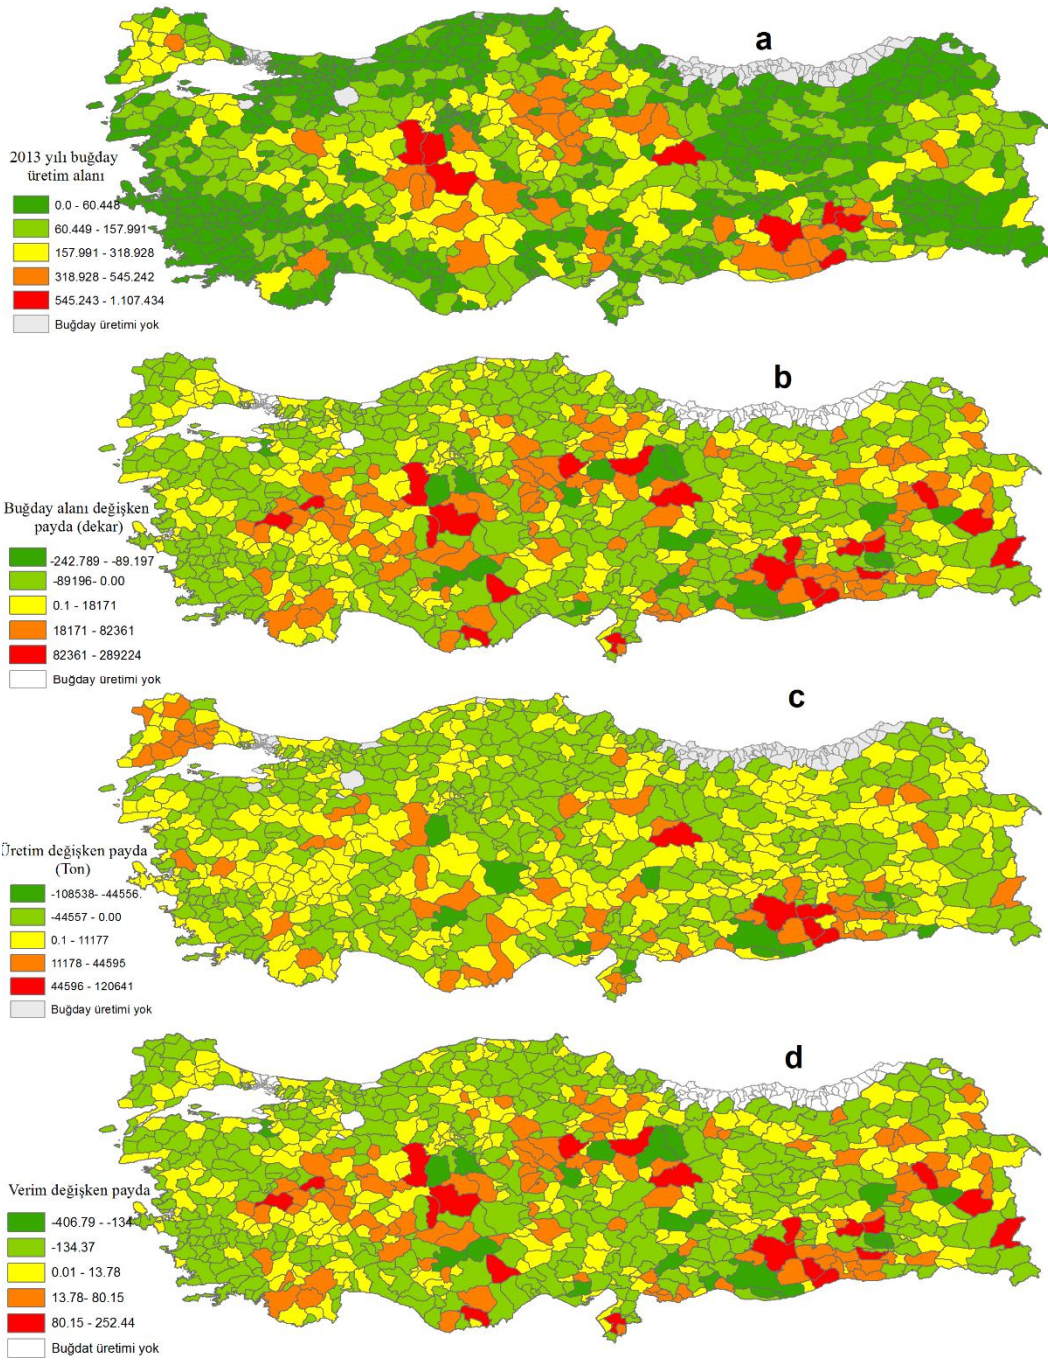 a
2013 yılı buğday
üretim alanı
0.0 - 60.448
60.449 - 157.991
157.991 - 318.928
318.928 - 545.242
545.243 - 1.107.434
Buğday üretimi yok
b
Buğday alanı değişken
payda (dekar)
-242.789 - -89.197
-89196- 0.00
0.1 - 18171
18171 - 82361
82361 - 289224
Buğday üretimi yok
c
Üretim değişken payda
(Ton)
-108538- -44556
-44557 - 0.00
0.1 - 11177
11178 - 44595
44596 - 120641
Buğday üretimi yok
d
Verim değişken payda
-406.79 - -134
-134.37
0.01 - 13.78
13.78- 80.15
80.15 - 252.44
Buğdat üretimi yok